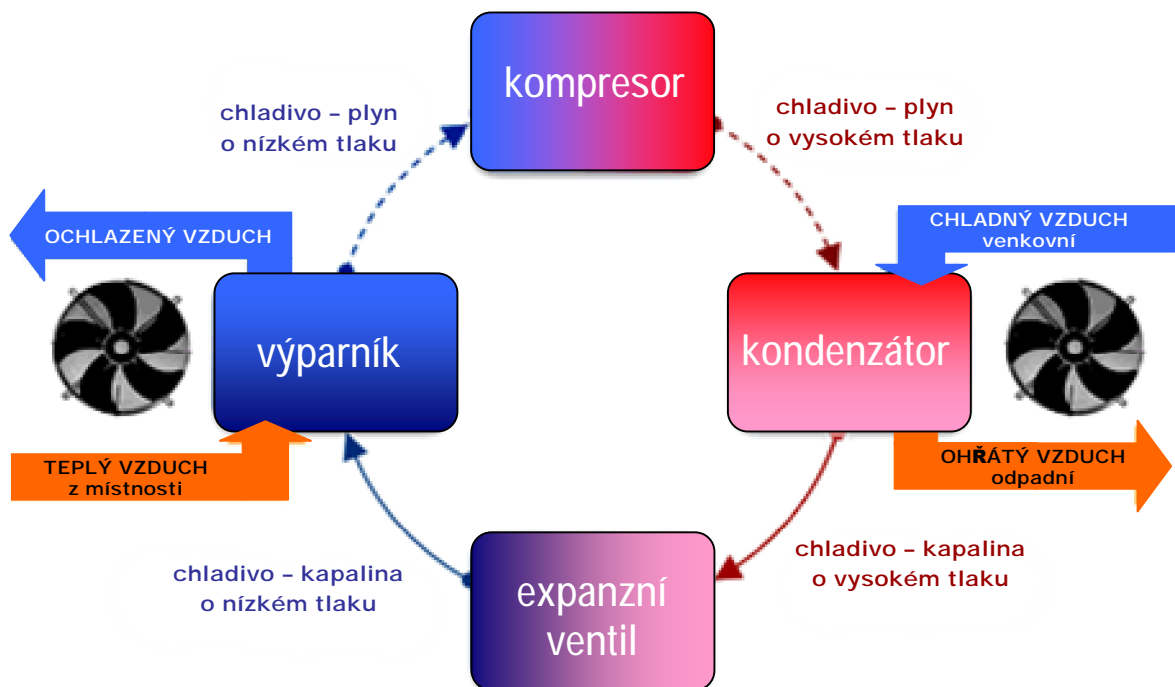 kompresor
chladivo – plyn
o nízkém tlaku
chladivo – plyn
o vysokém tlaku
OCHLAZENÝ VZDUCH
CHLADNÝ VZDUCH
venkovní
výparník
kondenzátor
TEPLÝ VZDUCH
z místnosti
OHŘÁTÝ VZDUCH
odpadní
chladivo – kapalina
o nízkém tlaku
chladivo – kapalina
o vysokém tlaku
expanzní
ventil